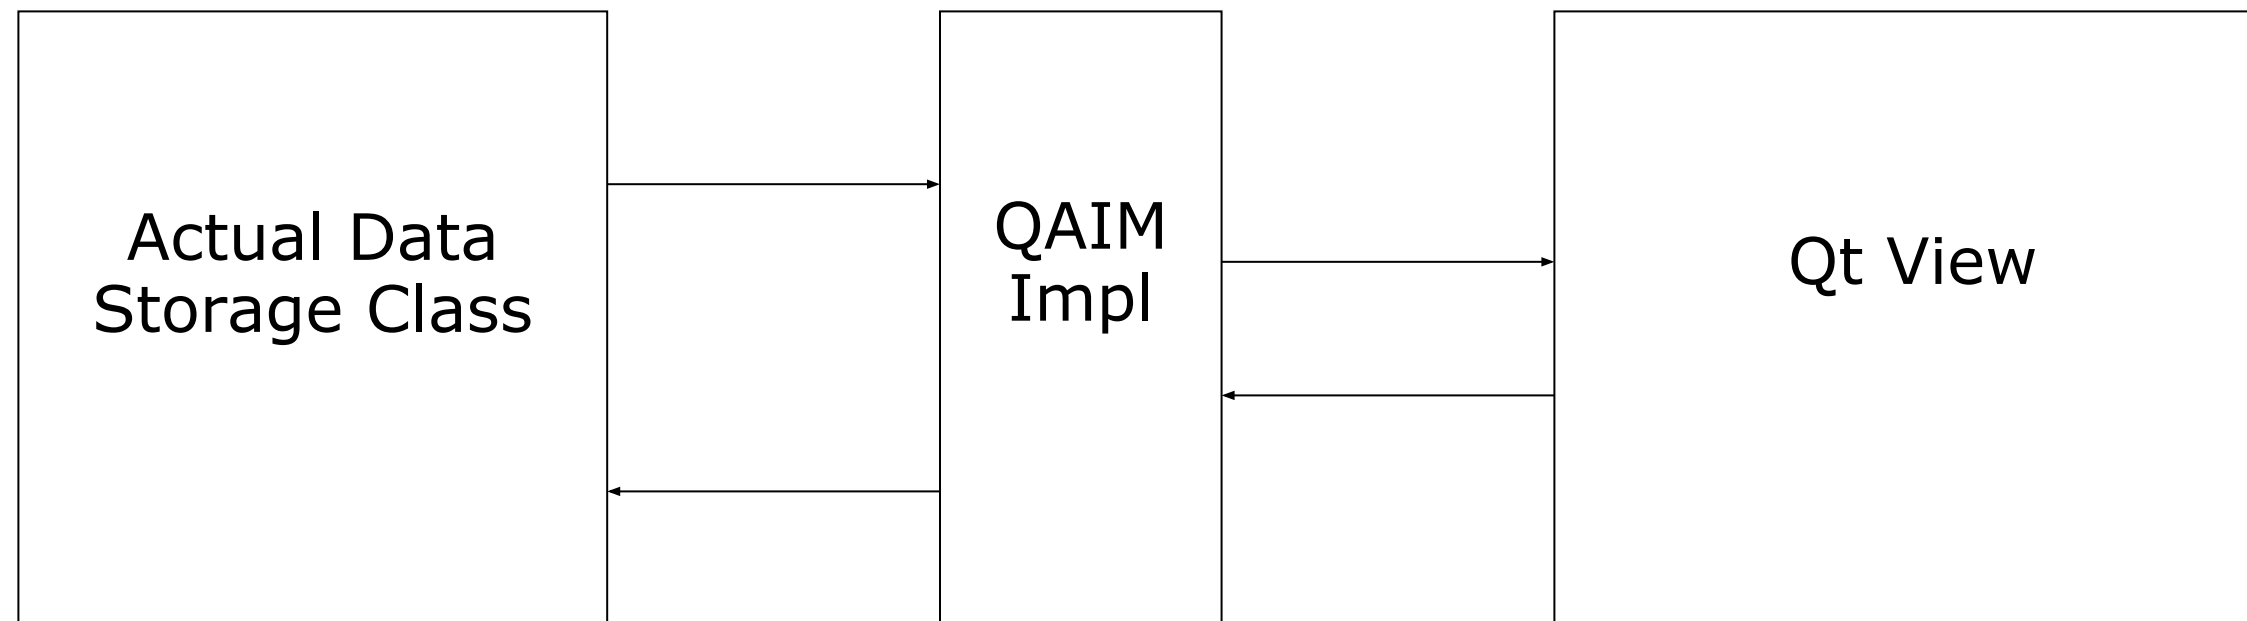 Actual Data
Storage Class
QAIM
Impl
Qt View